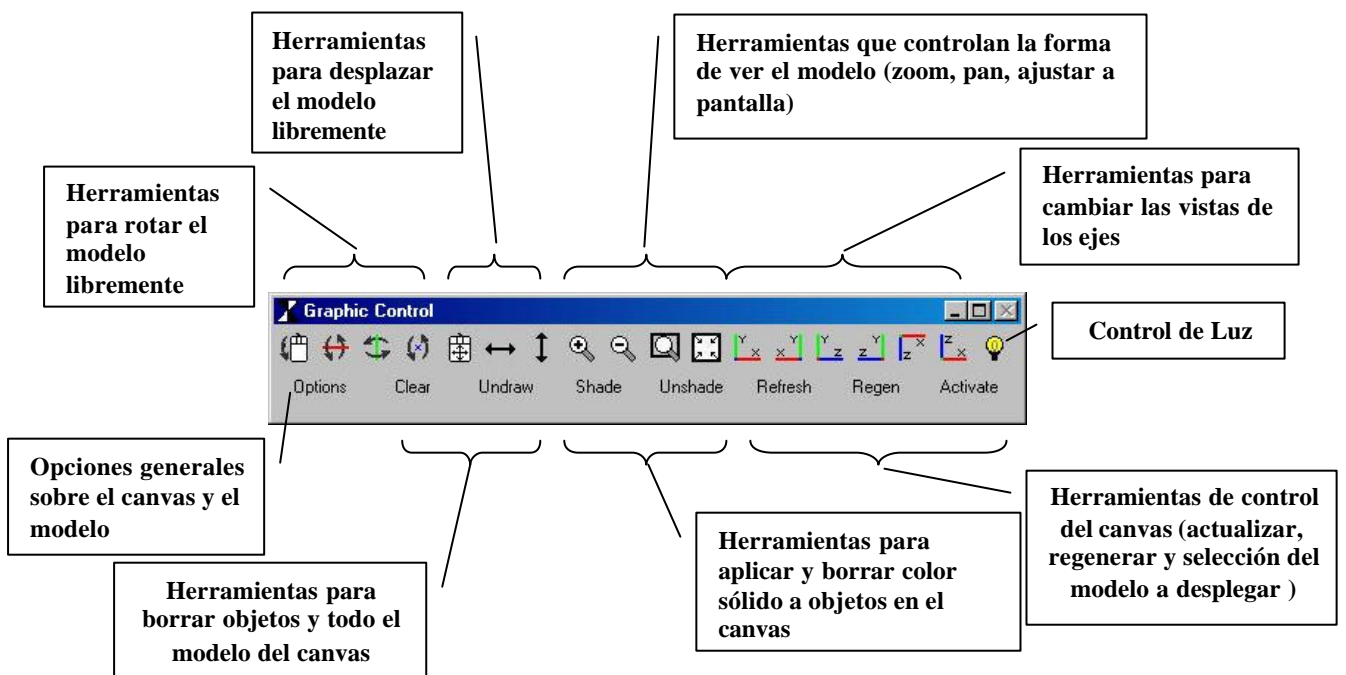 Herramientas
para desplazar
el modelo
libremente
Herramientas que controlan la forma
de ver el modelo (zoom, pan, ajustar a
pantalla)
Herramientas
para rotar el
modelo
libremente
Herramientas para
cambiar las vistas de
los ejes
Graphic Control
Y X X Y Y Z Z Y Z X Z X
Control de Luz
Options Clear Undraw Shade Unshade Refresh Regen Activate
Opciones generales
sobre el canvas y el
modelo
Herramientas para
borrar objetos y todo el
modelo del canvas
Herramientas para
aplicar y borrar color
sólido a objetos en el
canvas
Herramientas de control
del canvas (actualizar,
regenerar y selección del
modelo a desplegar )